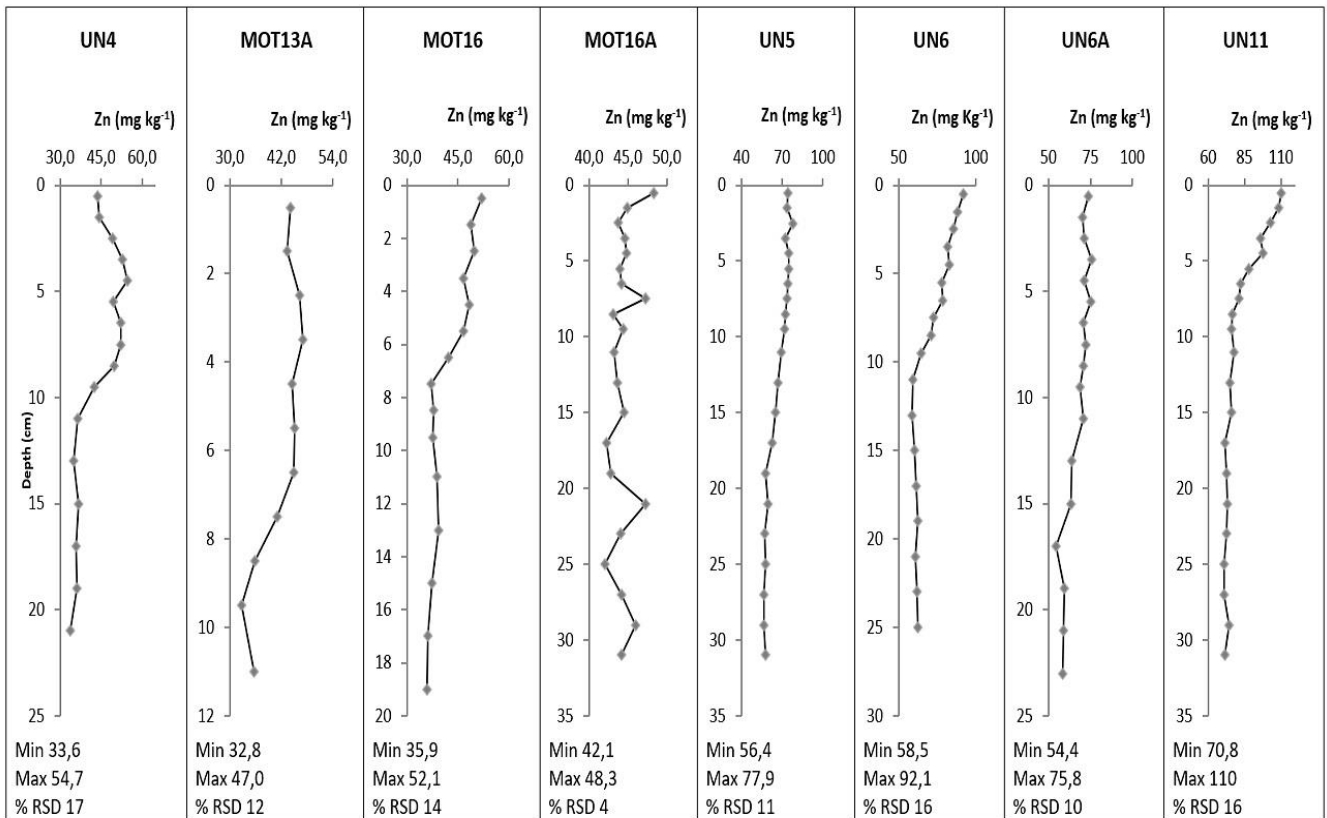 UN4 MOT13A MOT16 MOT16A UN5 UN6 UN6A UN11
Zn (mg kg-1) Zn (mg kg-1) Zn (mg kg-1) Zn (mg kg-1) Zn (mg kg-1) Zn (mg Kg-1) Zn (mg kg-1) Zn (mg kg-1)
30,0 45,0 60,0 30,0 42,0 54,0 30,0 45,0 60,0 40,0 45,0 50,0 40 70 100 50 100 50 75 100 60 85 110
Depth (cm)
0 5 10 15 20 25
0 2 4 6 8 10 12
0 2 4 6 8 10 12 14 16 18 20
0 5 10 15 20 25 30 35
0 5 10 15 20 25 30 35
0 5 10 15 20 25 30
0 5 10 15 20 25
0 5 10 15 20 25 30 35
Min 33,6 Min 32,8 Min 35,9 Min 42,1 Min 56,4 Min 58,5 Min 54,4 Min 70,8
Max 54,7 Max 47,0 Max 52,1 Max 48,3 Max 77,9 Max 92,1 Max 75,8 Max 110
% RSD 17 % RSD 12 % RSD 14 % RSD 4 % RSD 11 % RSD 16 % RSD 10 % RSD 16